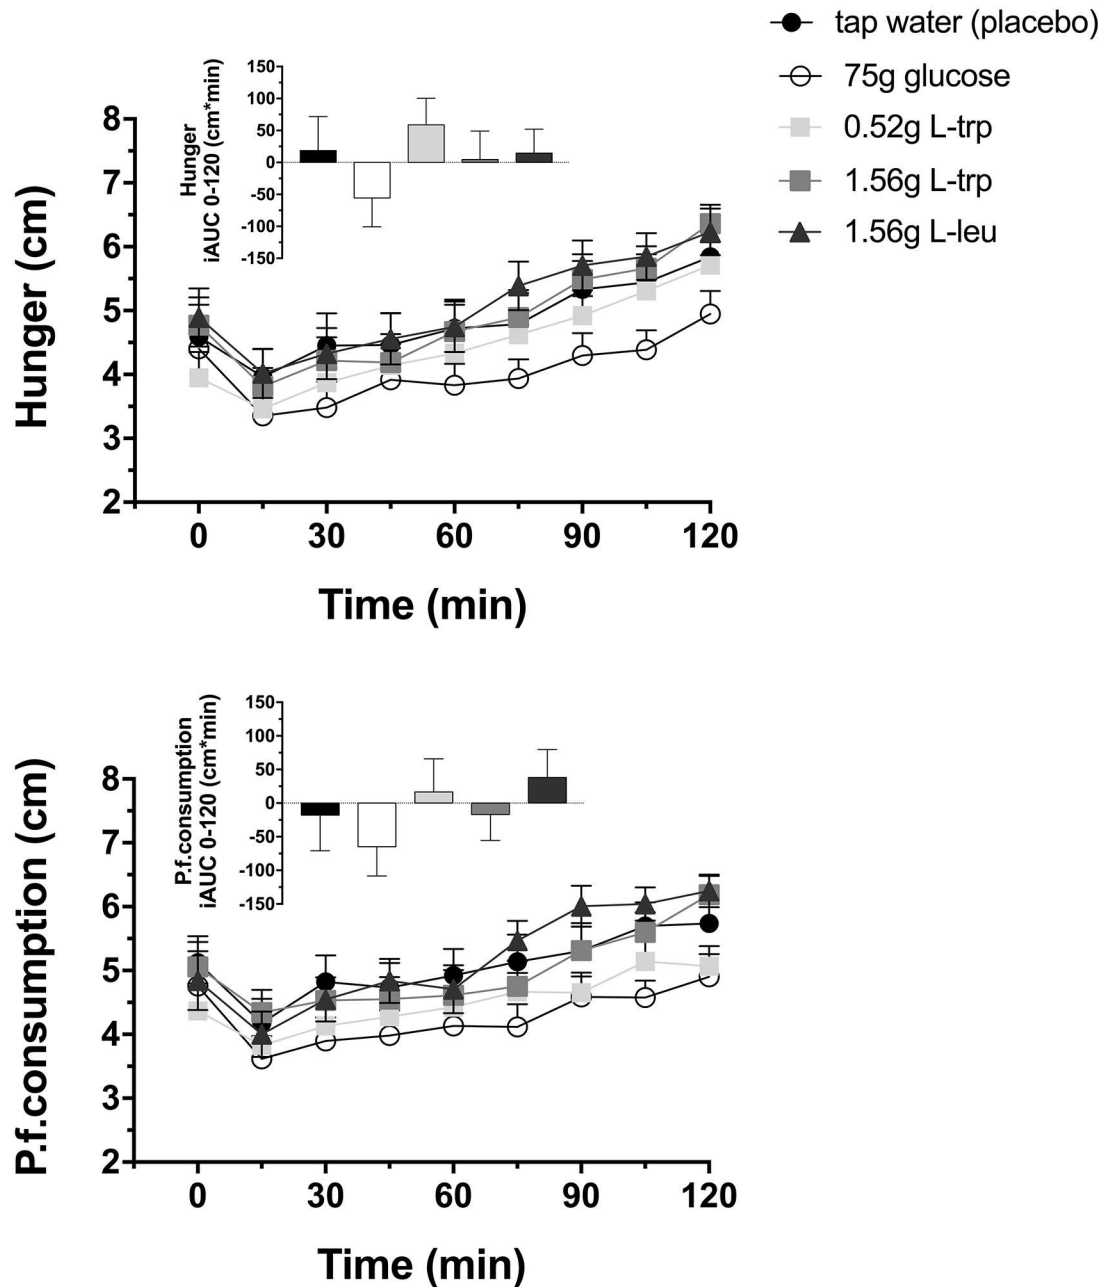 tap water (placebo)
75g glucose
0.52g L-trp
1.56g L-trp
1.56g L-leu
Hunger (cm)
8
7
6
5
4
3
2
Hunger
iAUC 0-120 (cm*min)
150
100
50
0
-50
-100
-150
0 30 60 90 120
Time (min)
P.f.consumption (cm)
8
7
6
5
4
3
2
P.f.consumption
iAUC 0-120 (cm*min)
150
100
50
0
-50
-100
-150
0 30 60 90 120
Time (min)